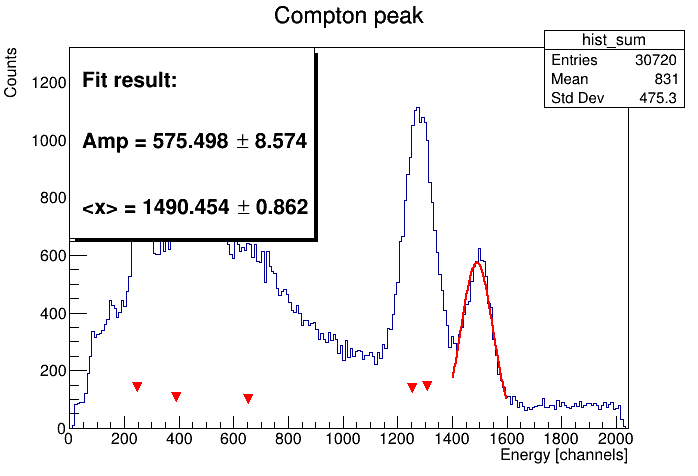 Compton peak
hist_sum
Entries 30720
Mean 831
Std Dev 475.3
Counts
Fit result:
Amp = 575.498 ± 8.574
<x> = 1490.454 ± 0.862
1200
1000
800
600
400
200
0
0 200 400 600 800 1000 1200 1400 1600 1800 2000
Energy [channels]